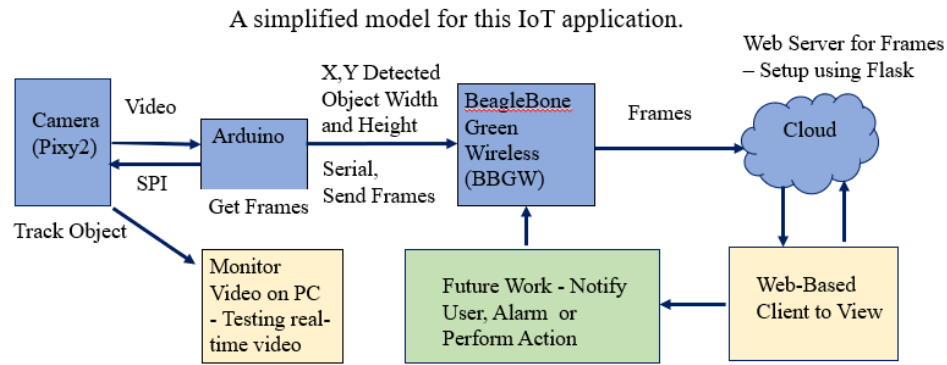 A simplified model for this IoT application.
Web Server for Frames
– Setup using Flask
Camera
(Pixy2)
Video
SPI
Track Object
Arduino
Get Frames
X,Y Detected
Object Width
and Height
Serial,
Send Frames
BeagleBone
Green
Wireless
(BBGW)
Frames
Cloud
Monitor
Video on PC
- Testing real-
time video
Future Work - Notify
User, Alarm or
Perform Action
Web-Based
Client to View